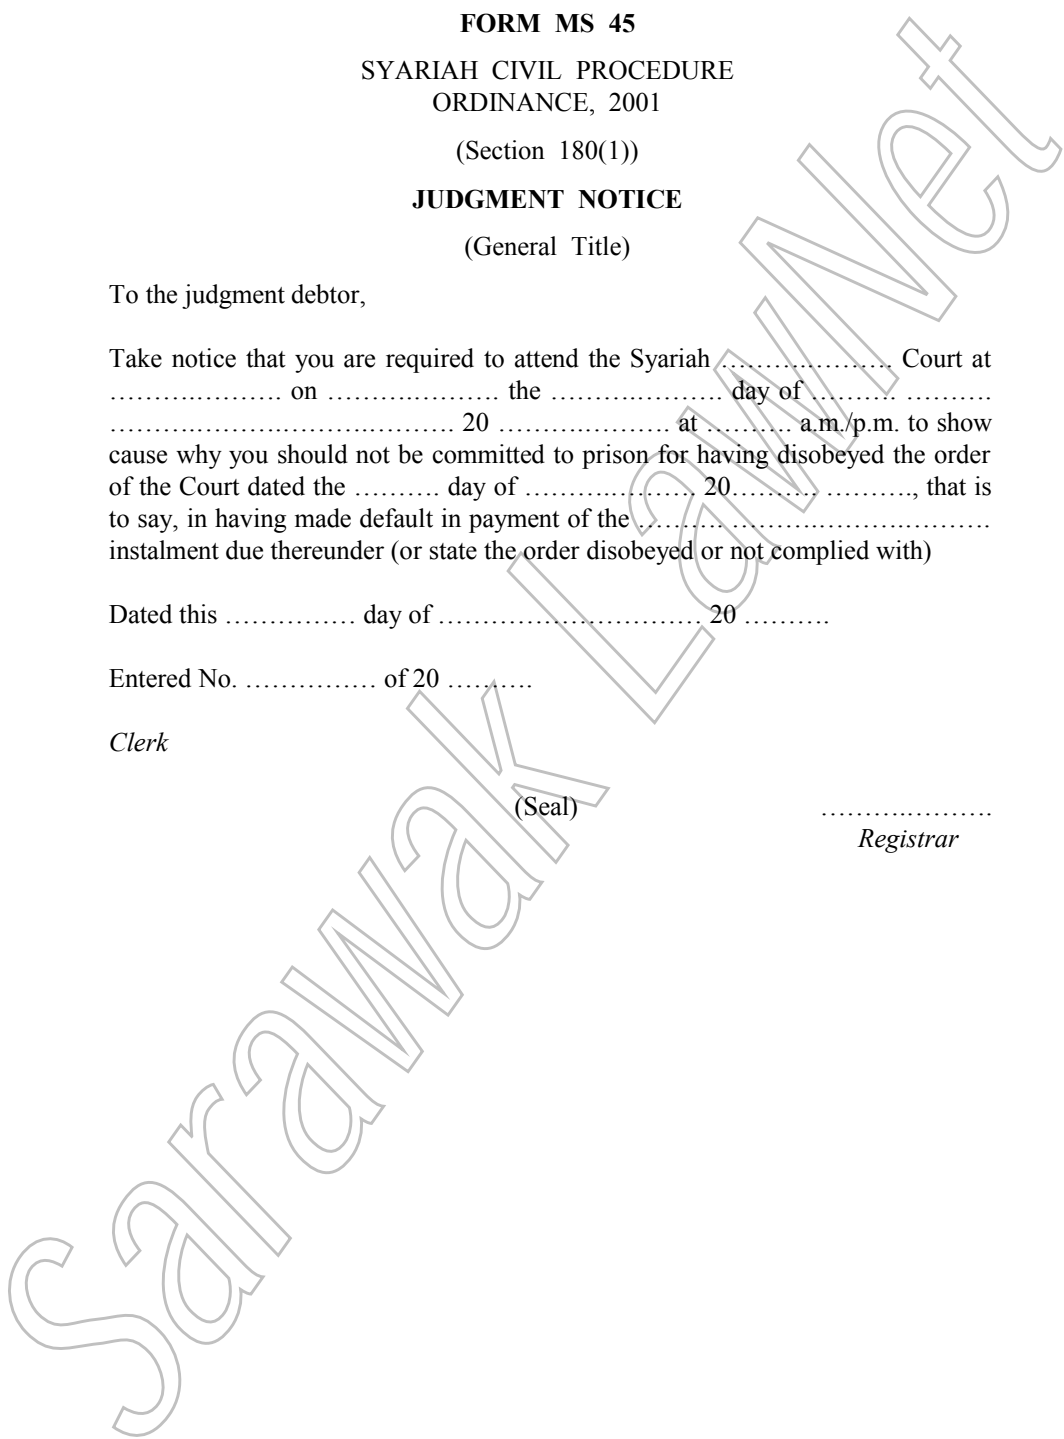 FORM MS 45
SYARIAH CIVIL PROCEDURE
ORDINANCE, 2001
(Section 180(1))
JUDGMENT NOTICE
(General Title)
To the judgment debtor,
Take notice that you are required to attend the Syariah ……….………. Court at
……………….. on ……….………. the ……….………. day of ………. ……….
……….……….……….………. 20 ……….………. at ………. a.m./p.m. to show
cause why you should not be committed to prison for having disobeyed the order
of the Court dated the ………. day of ……….………. 20………. ………., that is
to say, in having made default in payment of the ………. ……….……….……….
instalment due thereunder (or state the order disobeyed or not complied with)
Dated this …………… day of ………………………… 20 ……….
Entered No. …………… of 20 ……….
Clerk
(Seal) ……….……….
Registrar
Sarawak LawNet